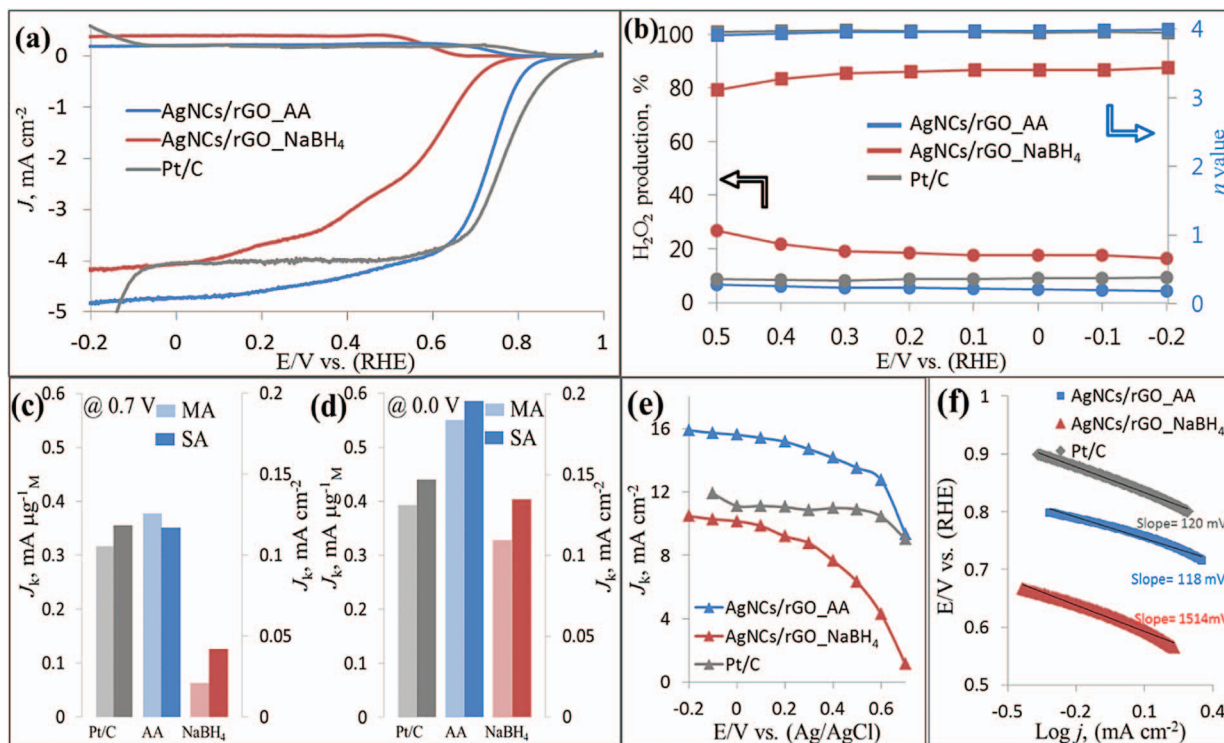 (a)
0
-1
-2
-3
-4
-5
J, mA cm⁻²
AgNCs/rGO_AA
AgNCs/rGO_NaBH₄
Pt/C
-0.2 0 0.2 0.4 0.6 0.8 1
E/V vs. (RHE)
(b)
100
80
60
40
20
0
H₂O₂ production, %
AgNCs/rGO_AA
AgNCs/rGO_NaBH₄
Pt/C
4
3
2
1
0
n value
0.5 0.4 0.3 0.2 0.1 0 -0.1 -0.2
E/V vs. (RHE)
(c)
@ 0.7 V
MA
SA
0.6
0.5
0.4
0.3
0.2
0.1
0
Jk, mA µg⁻¹M
0.2
0.15
0.1
0.05
0
Jk, mA cm⁻²
Pt/C AA NaBH₄
(d)
@ 0.0 V
MA
SA
0.6
0.5
0.4
0.3
0.2
0.1
0
Jk, mA µg⁻¹M
0.2
0.15
0.1
0.05
0
Jk, mA cm⁻²
Pt/C AA NaBH₄
(e)
16
12
8
4
0
Jk, mA cm⁻²
AgNCs/rGO_AA
AgNCs/rGO_NaBH₄
Pt/C
-0.2 0 0.2 0.4 0.6
E/V vs. (Ag/AgCl)
(f)
1
0.9
0.8
0.7
0.6
0.5
E/V vs. (RHE)
AgNCs/rGO_AA
AgNCs/rGO_NaBH₄
Pt/C
Slope= 120 mV
Slope= 118 mV
Slope= 1514mV
-0.5 -0.2 0.1 0.4
Log j, (mA cm⁻²)